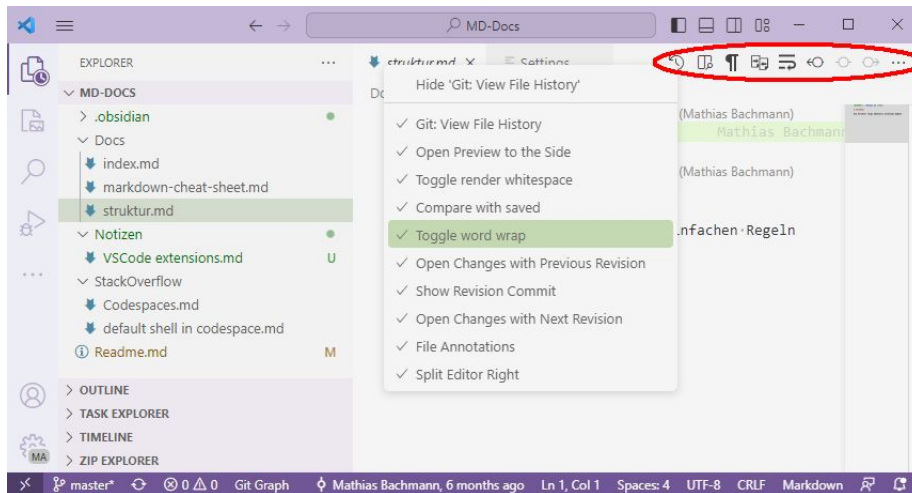 MD-Docs
EXPLORER
struktur.md
Settings
MD-DOCS
.obsidian
Docs
index.md
markdown-cheat-sheet.md
struktur.md
Notizen
VSCode extensions.md U
StackOverflow
Codespaces.md
default shell in codespace.md
Readme.md M
OUTLINE
TASK EXPLORER
TIMELINE
ZIP EXPLORER
MA
Hide 'Git: View File History'
Git: View File History
Open Preview to the Side
Toggle render whitespace
Compare with saved
Toggle word wrap
Open Changes with Previous Revision
Show Revision Commit
Open Changes with Next Revision
File Annotations
Split Editor Right
(Mathias Bachmann)
Mathias Bachmann
(Mathias Bachmann)
infachen·Regeln
master* 0 0 Git Graph Mathias Bachmann, 6 months ago Ln 1, Col 1 Spaces: 4 UTF-8 CRLF Markdown